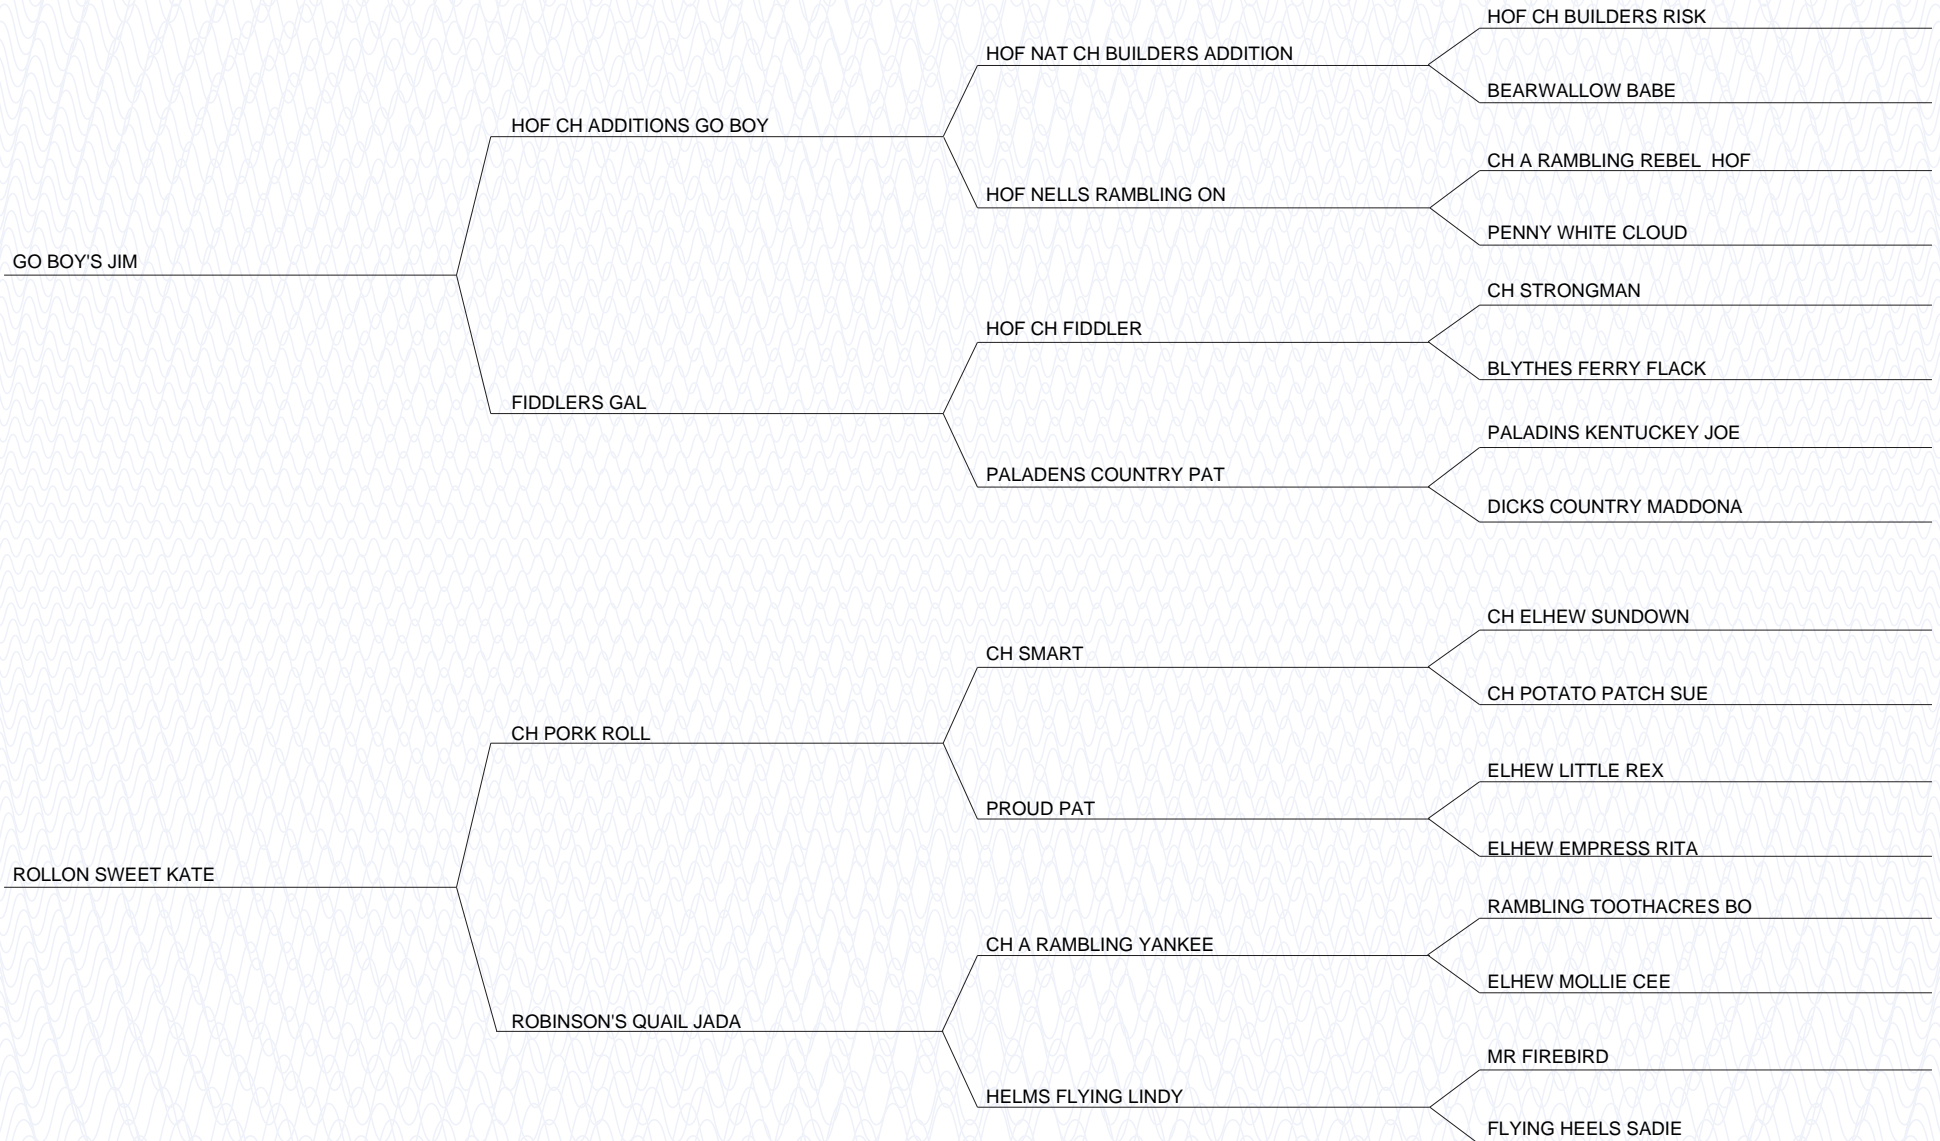 HOF CH BUILDERS RISK
HOF NAT CH BUILDERS ADDITION
BEARWALLOW BABE
HOF CH ADDITIONS GO BOY
CH A RAMBLING REBEL  HOF
HOF NELLS RAMBLING ON
PENNY WHITE CLOUD
GO BOY'S JIM
CH STRONGMAN
HOF CH FIDDLER
BLYTHES FERRY FLACK
FIDDLERS GAL
PALADINS KENTUCKEY JOE
PALADENS COUNTRY PAT
DICKS COUNTRY MADDONA
CH ELHEW SUNDOWN
CH SMART
CH POTATO PATCH SUE
CH PORK ROLL
ELHEW LITTLE REX
PROUD PAT
ELHEW EMPRESS RITA
ROLLON SWEET KATE
RAMBLING TOOTHACRES BO
CH A RAMBLING YANKEE
ELHEW MOLLIE CEE
ROBINSON'S QUAIL JADA
MR FIREBIRD
HELMS FLYING LINDY
FLYING HEELS SADIE